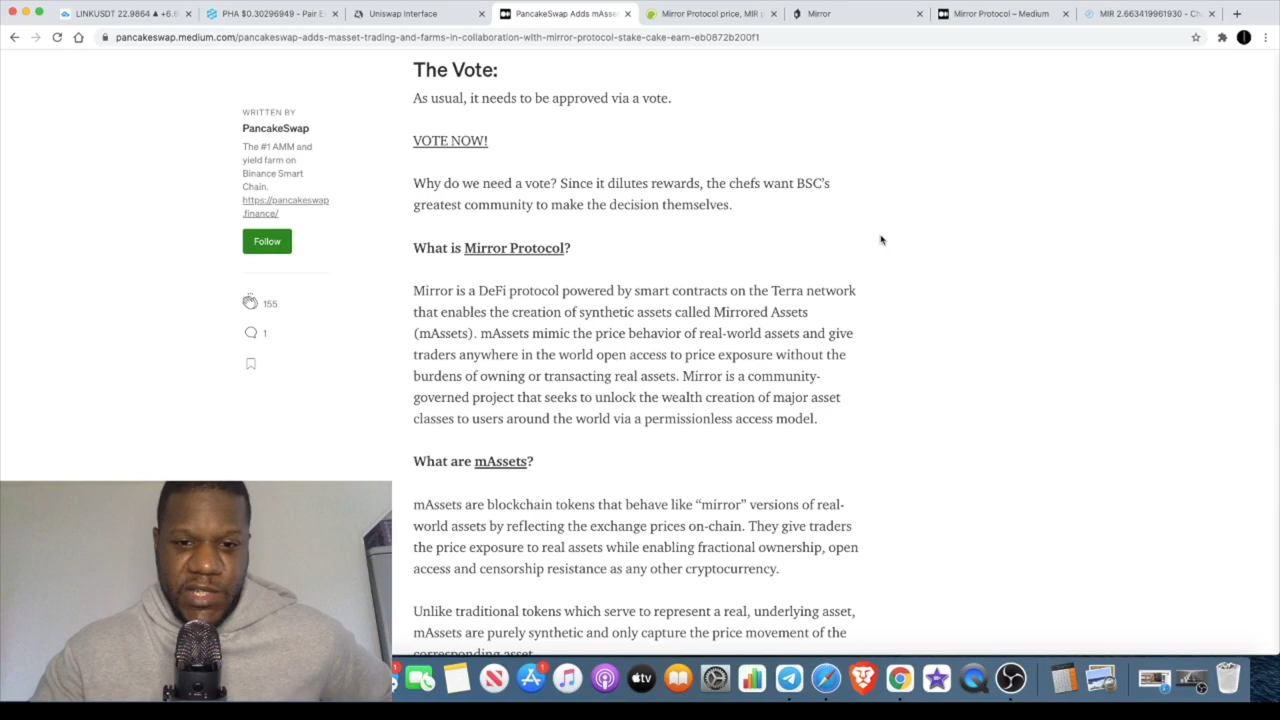 LINKUSDT 22.9864 ▲ +6.6
PHA $0.30296949 - Pair E
Uniswap Interface
PancakeSwap Adds mAsse
Mirror Protocol price, MIR
Mirror
Mirror Protocol – Medium
MIR 2.663419961930 - Ch
pancakeswap.medium.com/pancakeswap-adds-masset-trading-and-farms-in-collaboration-with-mirror-protocol-stake-cake-earn-eb0872b200f1
WRITTEN BY
PancakeSwap
The #1 AMM and
yield farm on
Binance Smart
Chain.
https://pancakeswap
.finance/
Follow
155
1
The Vote:
As usual, it needs to be approved via a vote.
VOTE NOW!
Why do we need a vote? Since it dilutes rewards, the chefs want BSC’s
greatest community to make the decision themselves.
What is Mirror Protocol?
Mirror is a DeFi protocol powered by smart contracts on the Terra network
that enables the creation of synthetic assets called Mirrored Assets
(mAssets). mAssets mimic the price behavior of real-world assets and give
traders anywhere in the world open access to price exposure without the
burdens of owning or transacting real assets. Mirror is a community-
governed project that seeks to unlock the wealth creation of major asset
classes to users around the world via a permissionless access model.
What are mAssets?
mAssets are blockchain tokens that behave like “mirror” versions of real-
world assets by reflecting the exchange prices on-chain. They give traders
the price exposure to real assets while enabling fractional ownership, open
access and censorship resistance as any other cryptocurrency.
Unlike traditional tokens which serve to represent a real, underlying asset,
mAssets are purely synthetic and only capture the price movement of the
corresponding asset.
tv